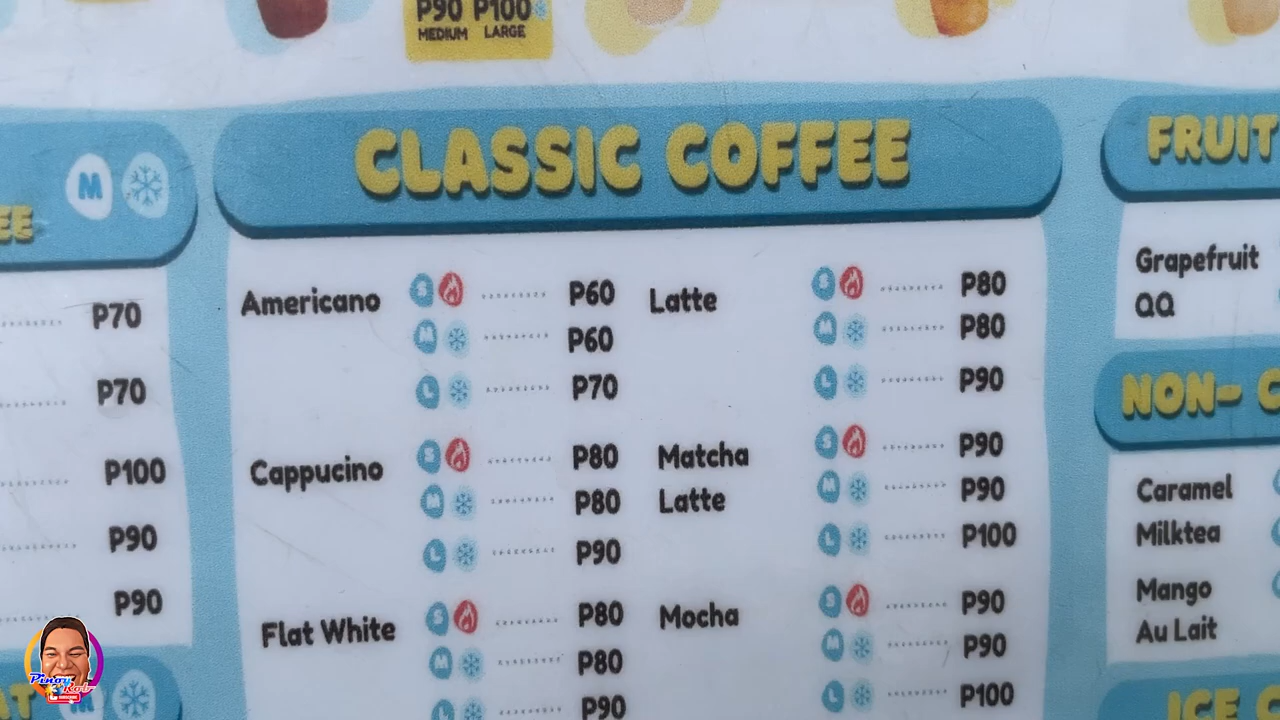 P90 P100
MEDIUM LARGE
EE M
P70
P70
P100
P90
P90
CLASSIC COFFEE
Americano S P60
M P60
L P70
Cappucino S P80
M P80
L P90
Flat White S P80
M P80
L P90
Latte S P80
M P80
L P90
Matcha S P90
Latte M P90
L P100
Mocha S P90
M P90
L P100
FRUIT
Grapefruit
QQ
NON- C
Caramel
Milktea
Mango
Au Lait
ICE C
AT M
Pinoy
Rob